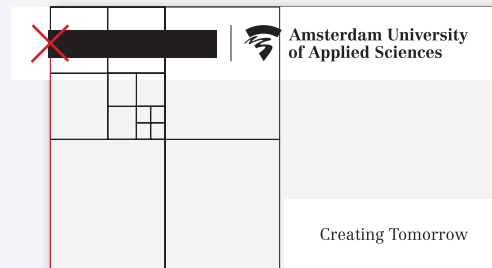 Amsterdam University
of Applied Sciences
Creating Tomorrow